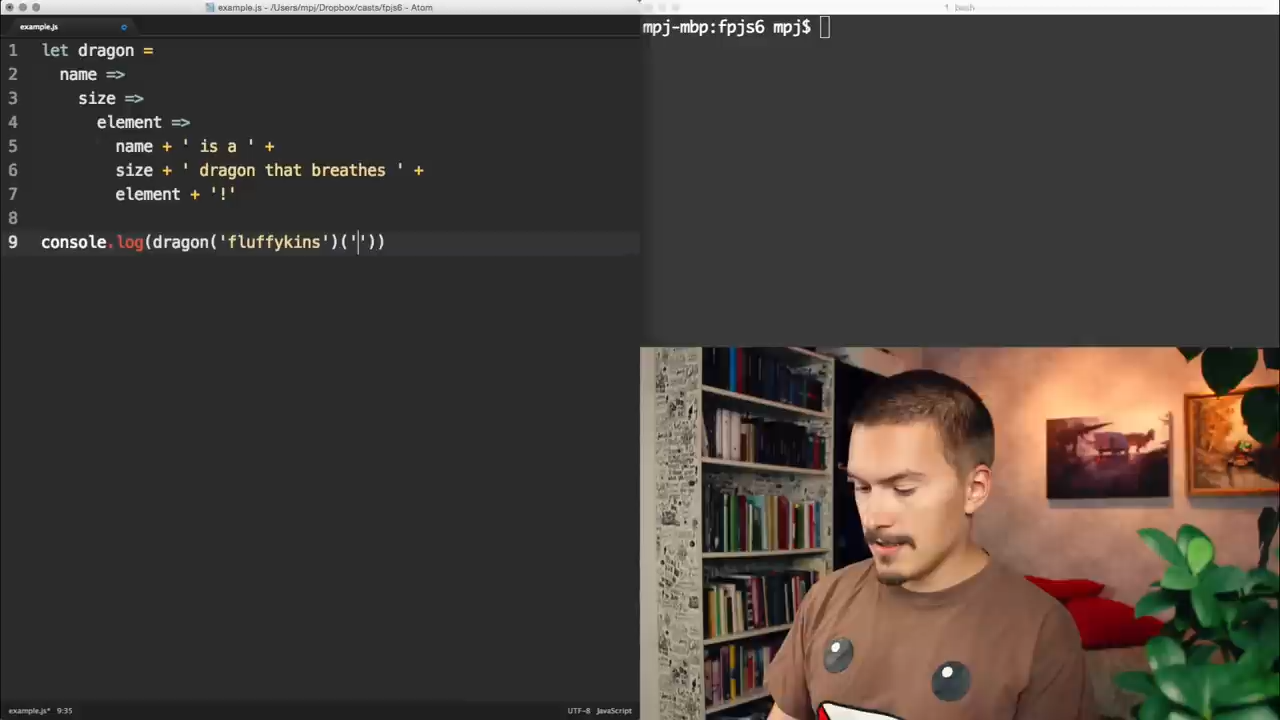 example.js - /Users/mpj/Dropbox/casts/fpjs6 - Atom
1 bash
example.js
mpj-mbp:fpjs6 mpj$
1 let dragon =
2 name =>
3 size =>
4 element =>
5 name + ' is a ' +
6 size + ' dragon that breathes ' +
7 element + '!'
8
9 console.log(dragon('fluffykins')(''))
example.js* 9:35 UTF-8 JavaScript